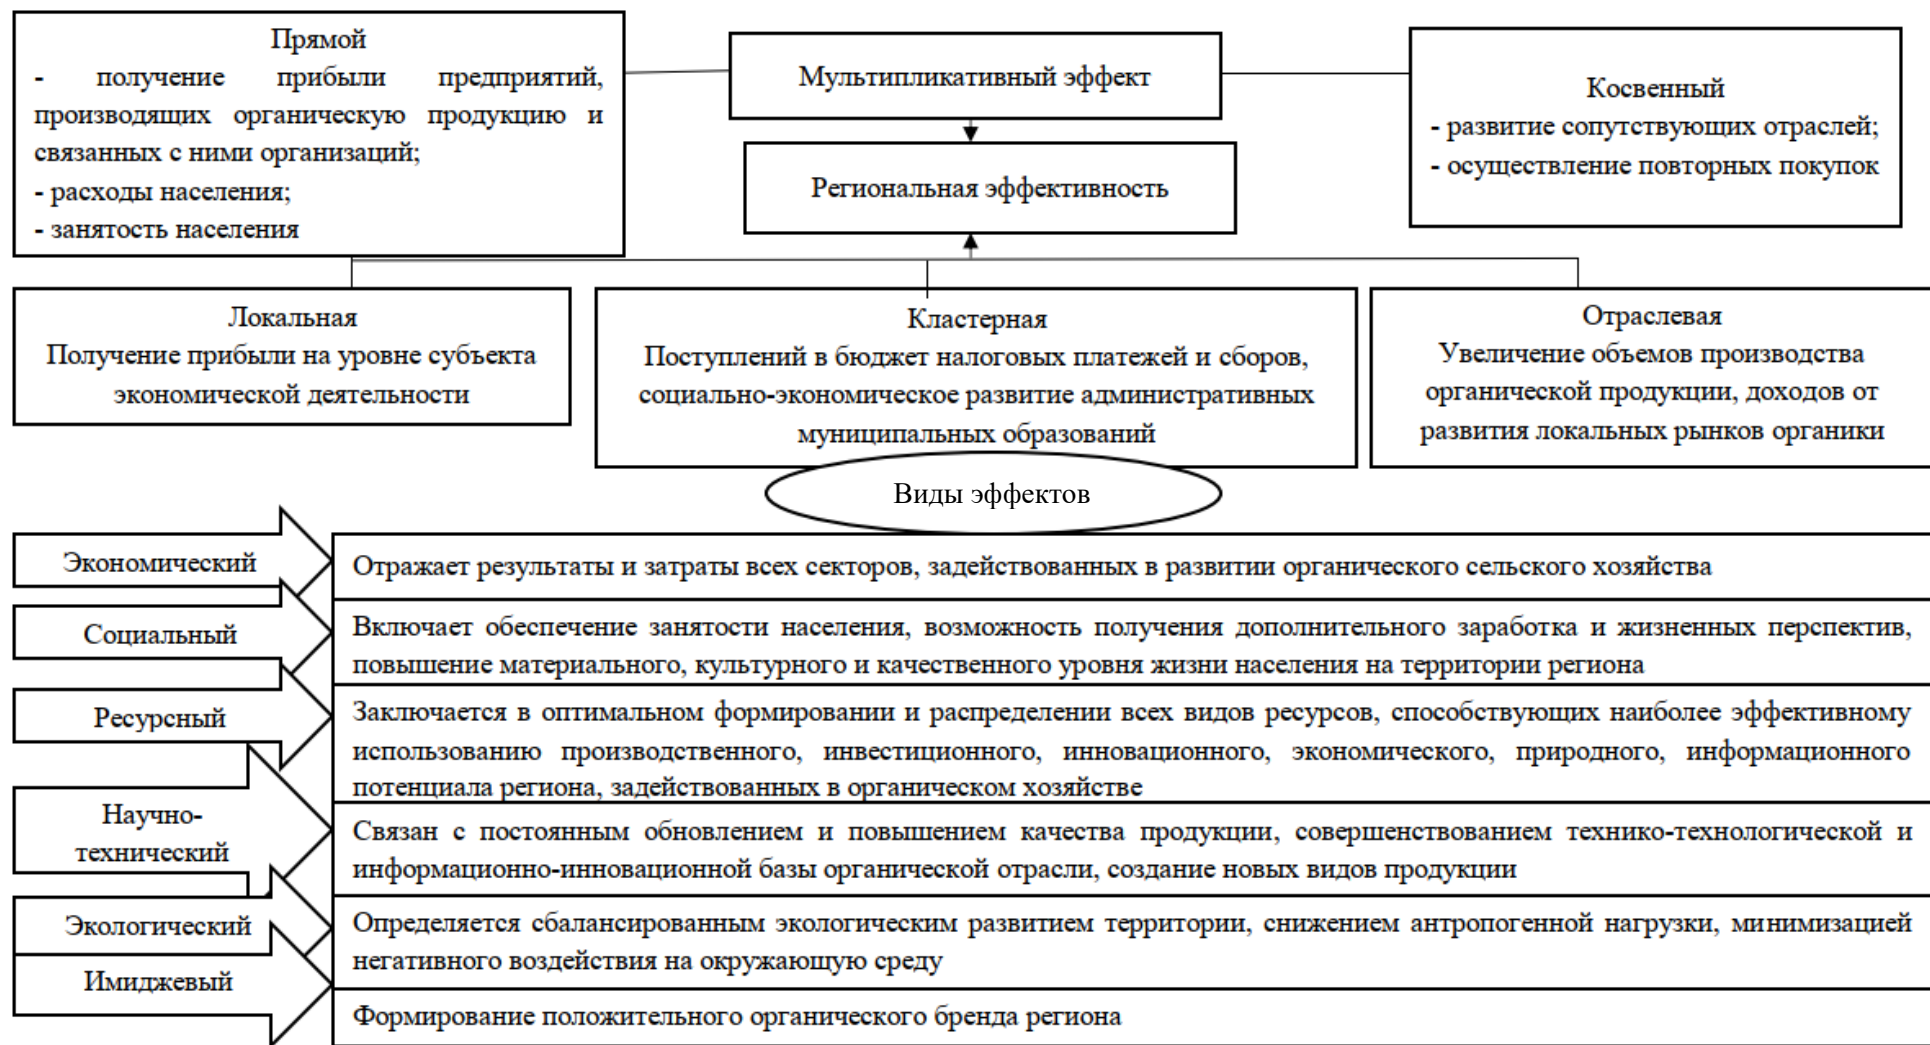 Прямой
- получение прибыли предприятий,
производящих органическую продукцию и
связанных с ними организаций;
- расходы населения;
- занятость населения
Мультипликативный эффект
Региональная эффективность
Косвенный
- развитие сопутствующих отраслей;
- осуществление повторных покупок
Локальная
Получение прибыли на уровне субъекта
экономической деятельности
Кластерная
Поступлений в бюджет налоговых платежей и сборов,
социально-экономическое развитие административных
муниципальных образований
Отраслевая
Увеличение объемов производства
органической продукции, доходов от
развития локальных рынков органики
Виды эффектов
Экономический
Отражает результаты и затраты всех секторов, задействованных в развитии органического сельского хозяйства
Социальный
Включает обеспечение занятости населения, возможность получения дополнительного заработка и жизненных перспектив,
повышение материального, культурного и качественного уровня жизни населения на территории региона
Ресурсный
Заключается в оптимальном формировании и распределении всех видов ресурсов, способствующих наиболее эффективному
использованию производственного, инвестиционного, инновационного, экономического, природного, информационного
потенциала региона, задействованных в органическом хозяйстве
Научно-
технический
Связан с постоянным обновлением и повышением качества продукции, совершенствованием технико-технологической и
информационно-инновационной базы органической отрасли, создание новых видов продукции
Экологический
Определяется сбалансированным экологическим развитием территории, снижением антропогенной нагрузки, минимизацией
негативного воздействия на окружающую среду
Имиджевый
Формирование положительного органического бренда региона